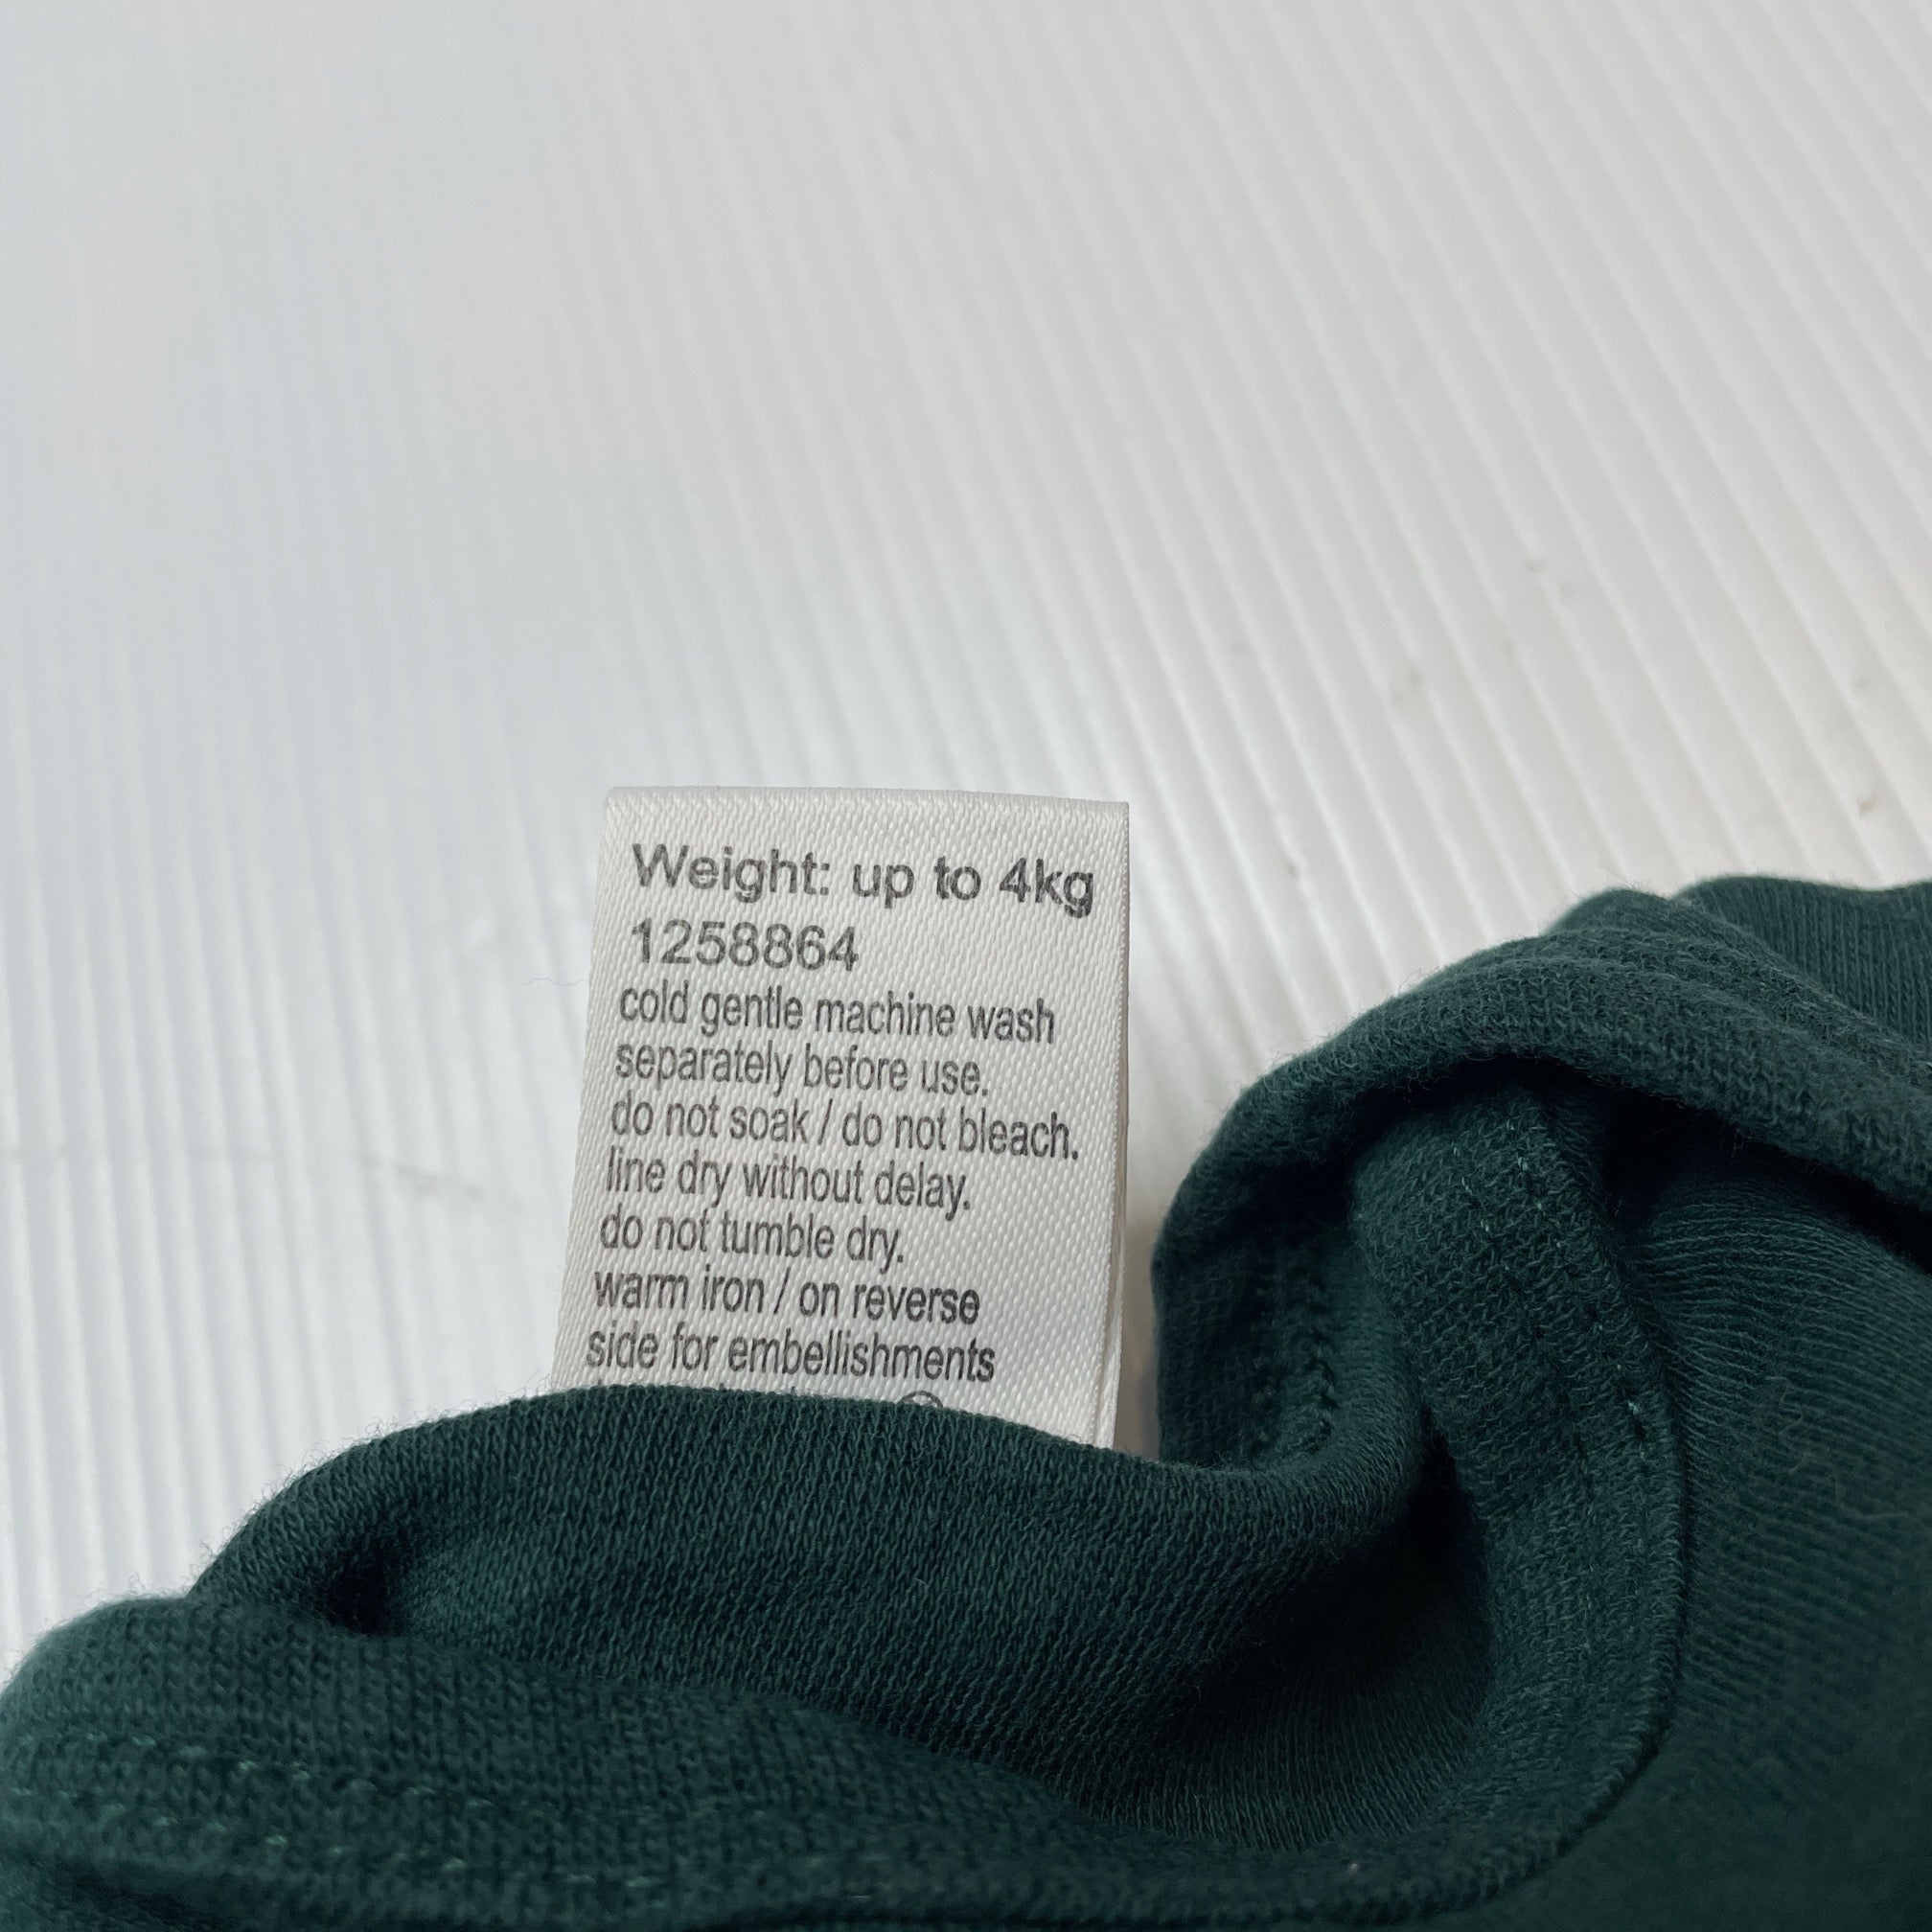 Weight: up to 4kg
1258864
cold gentle machine wash
separately before use.
do not soak / do not bleach.
line dry without delay.
do not tumble dry.
warm iron / on reverse
side for embellishments